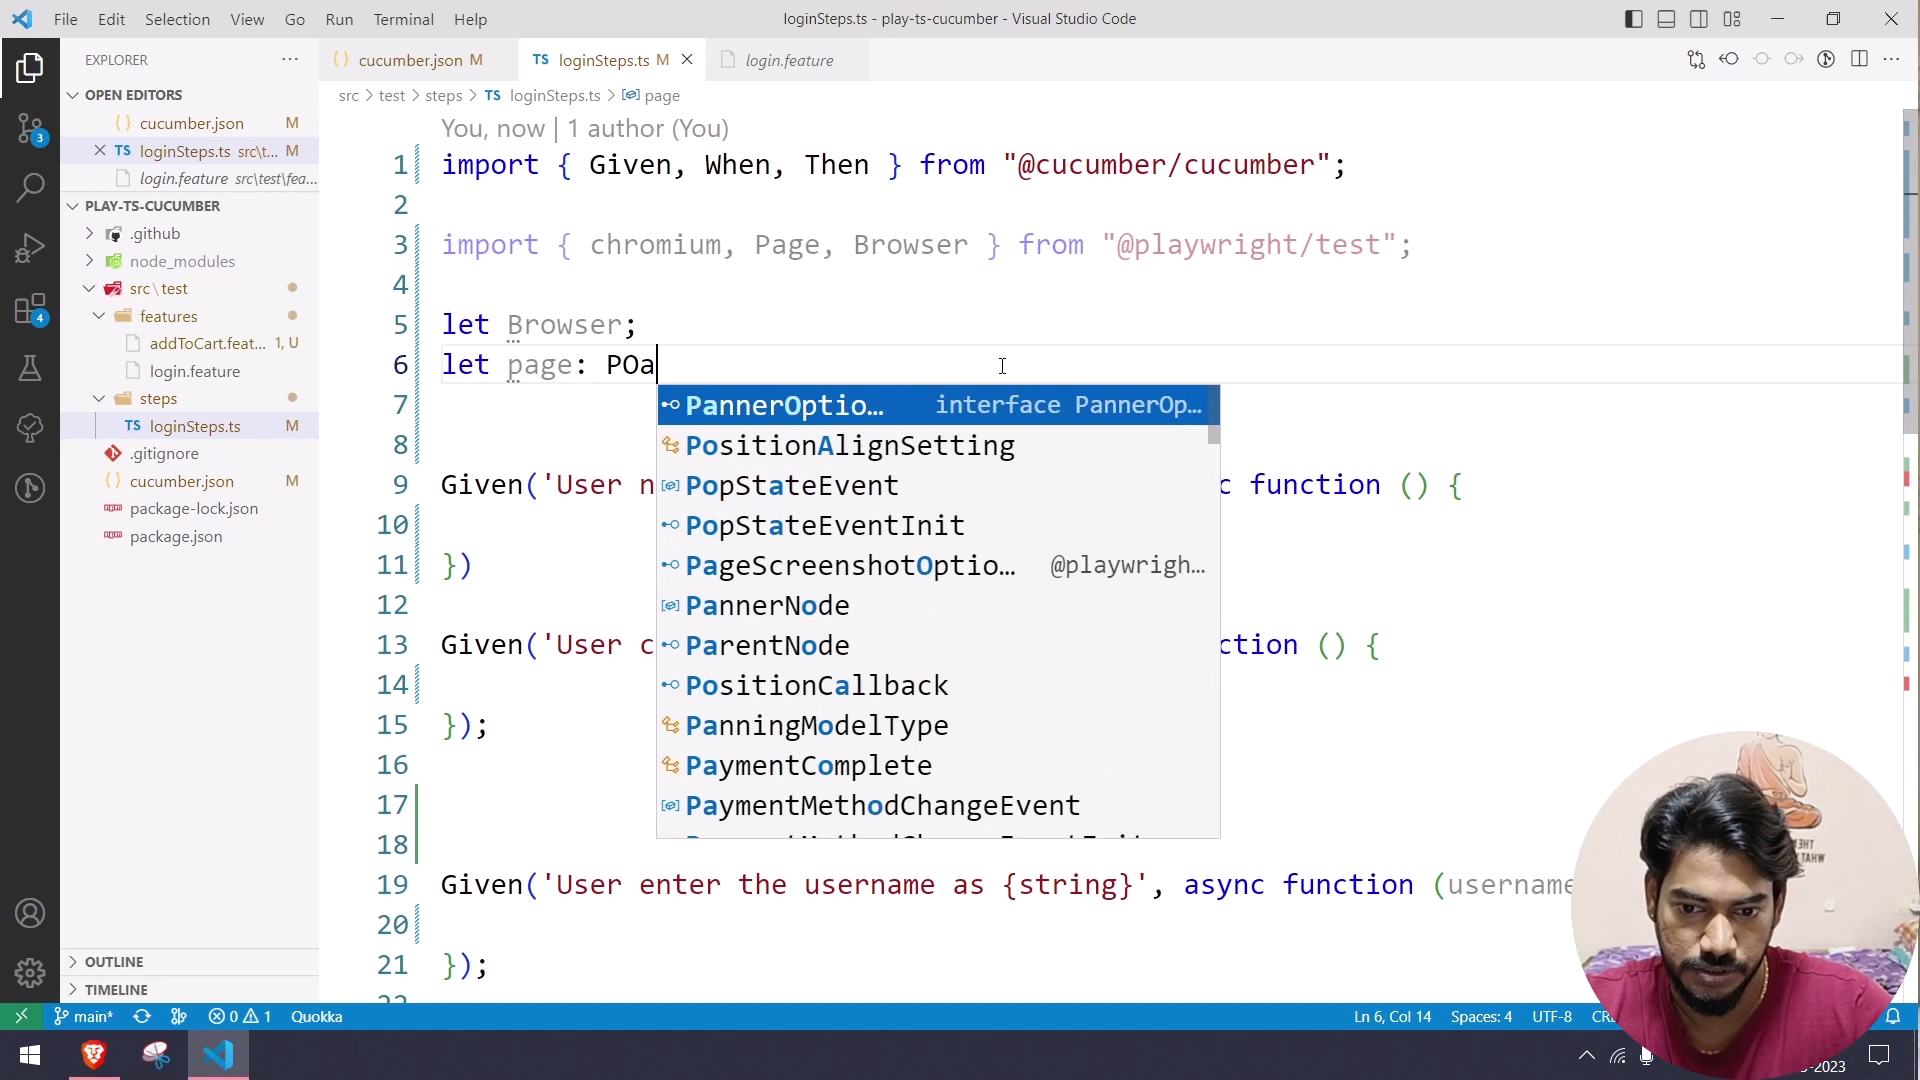 File Edit Selection View Go Run Terminal Help
loginSteps.ts - play-ts-cucumber - Visual Studio Code
EXPLORER
OPEN EDITORS
cucumber.json M
TS loginSteps.ts src\t... M
login.feature src\test\fea...
PLAY-TS-CUCUMBER
.github
node_modules
src\test
features
addToCart.feat... 1, U
login.feature
steps
TS loginSteps.ts M
.gitignore
cucumber.json M
package-lock.json
package.json
OUTLINE
TIMELINE
3
4
cucumber.json M
TS loginSteps.ts M
login.feature
src > test > steps > TS loginSteps.ts > page
You, now | 1 author (You)
1 import { Given, When, Then } from "@cucumber/cucumber";
2
3 import { chromium, Page, Browser } from "@playwright/test";
4
5 let Browser;
6 let page: POa
7
8
9 Given('User n c function () {
10
11 })
12
13 Given('User c ction () {
14
15 });
16
17
18
19 Given('User enter the username as {string}', async function (username
20
21 });
PannerOptio... interface PannerOp...
PositionAlignSetting
PopStateEvent
PopStateEventInit
PageScreenshotOptio... @playwrigh...
PannerNode
ParentNode
PositionCallback
PanningModelType
PaymentComplete
PaymentMethodChangeEvent
main* 0 1 Quokka
Ln 6, Col 14 Spaces: 4 UTF-8